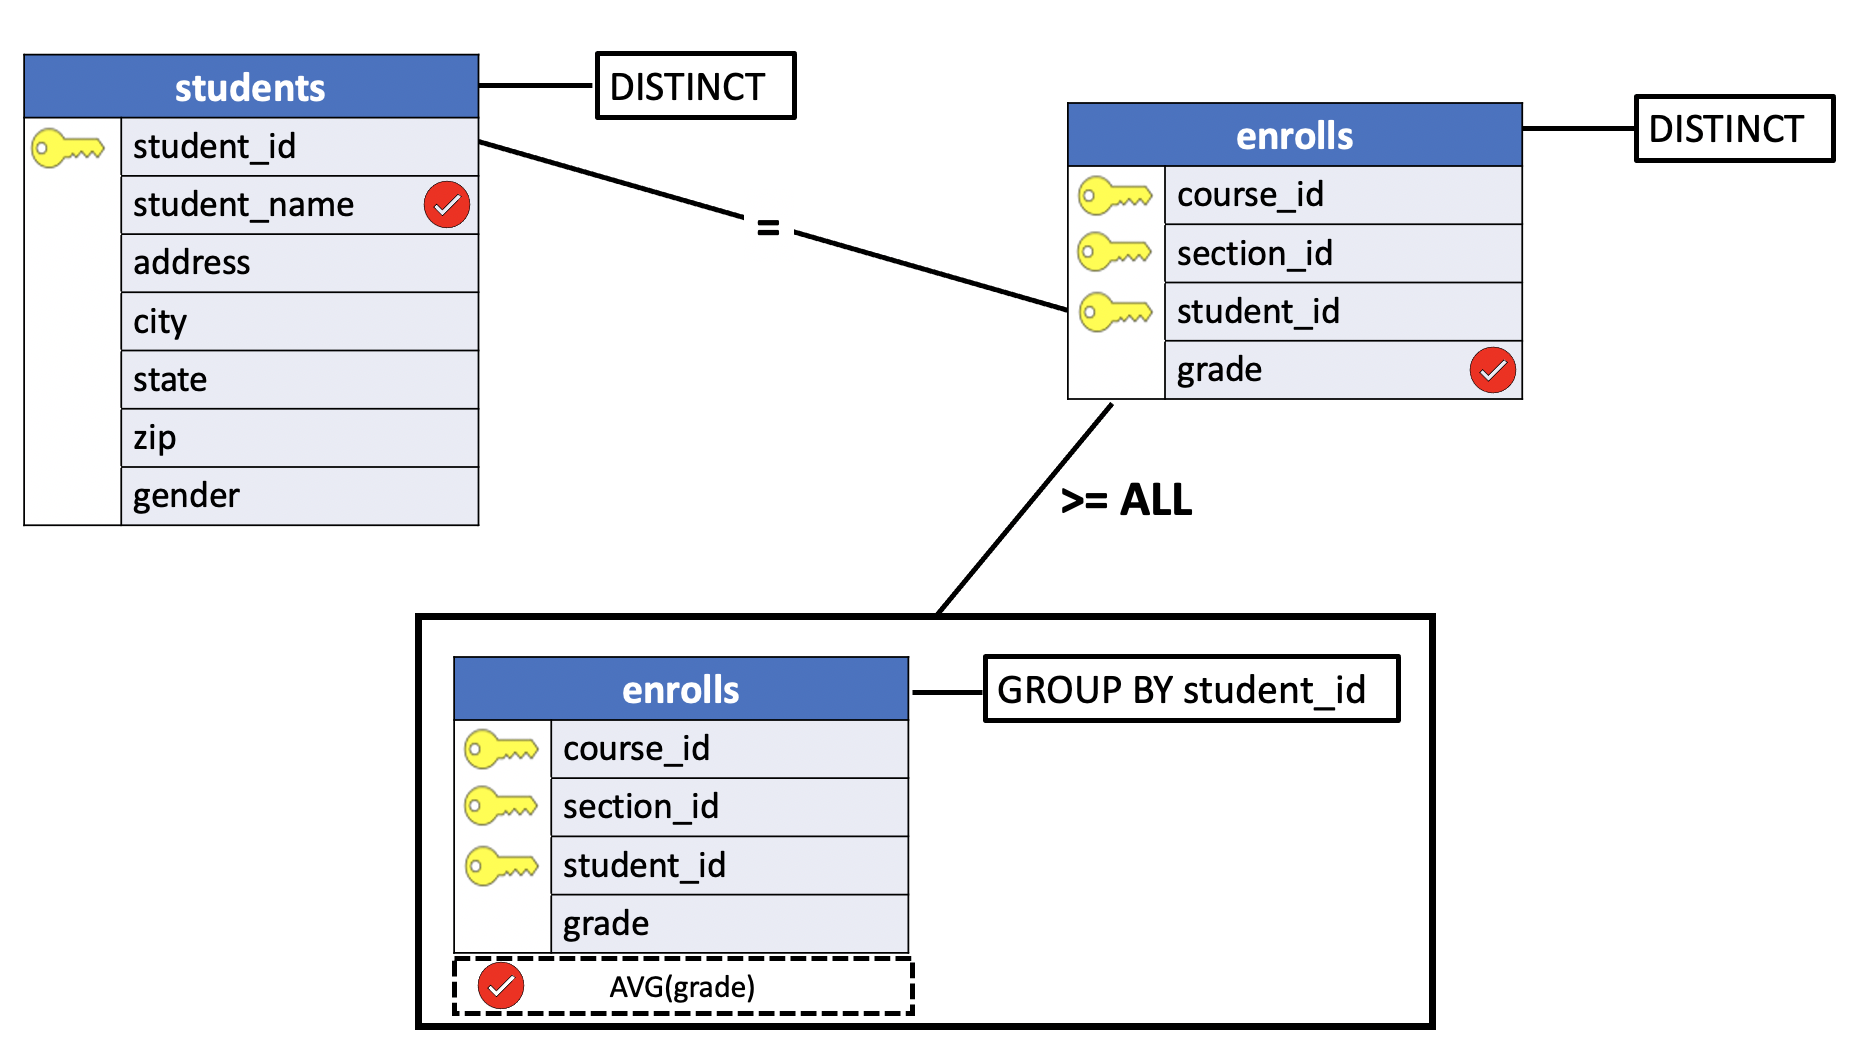 students
DISTINCT
student_id
student_name
address
city
state
zip
gender
=
enrolls
DISTINCT
course_id
section_id
student_id
grade
>= ALL
enrolls
GROUP BY student_id
course_id
section_id
student_id
grade
AVG(grade)